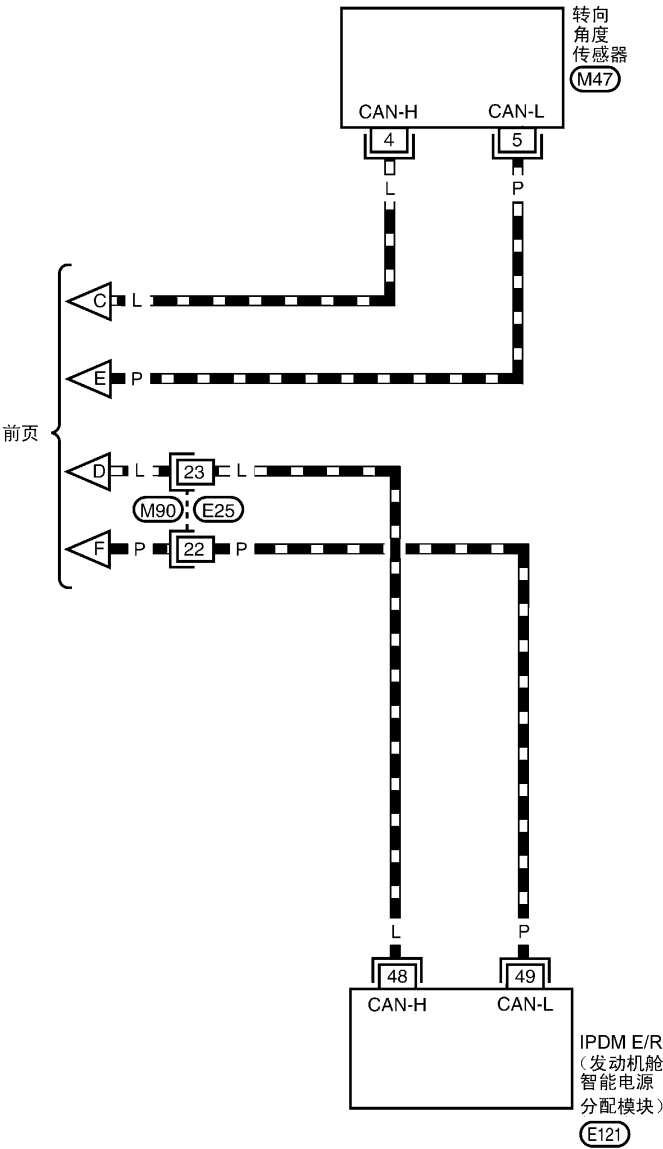 转向
角度
传感器
M47
CAN-H CAN-L
4 5
L P
C L
E P
前页
D L 23 L
M90 E25
F P 22 P
L P
48 49
CAN-H CAN-L
IPDM E/R
（发动机舱
智能电源
分配模块）
E121